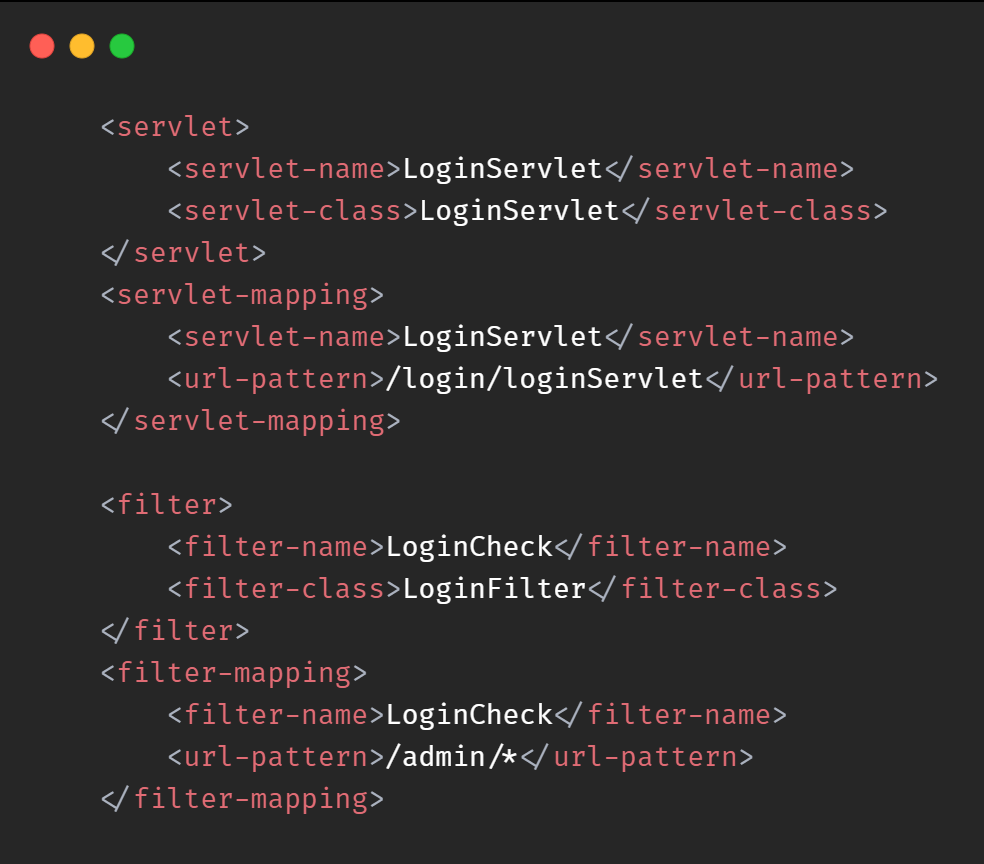 <servlet>
    <servlet-name>LoginServlet</servlet-name>
    <servlet-class>LoginServlet</servlet-class>
</servlet>
<servlet-mapping>
    <servlet-name>LoginServlet</servlet-name>
    <url-pattern>/login/loginServlet</url-pattern>
</servlet-mapping>

<filter>
    <filter-name>LoginCheck</filter-name>
    <filter-class>LoginFilter</filter-class>
</filter>
<filter-mapping>
    <filter-name>LoginCheck</filter-name>
    <url-pattern>/admin/*</url-pattern>
</filter-mapping>